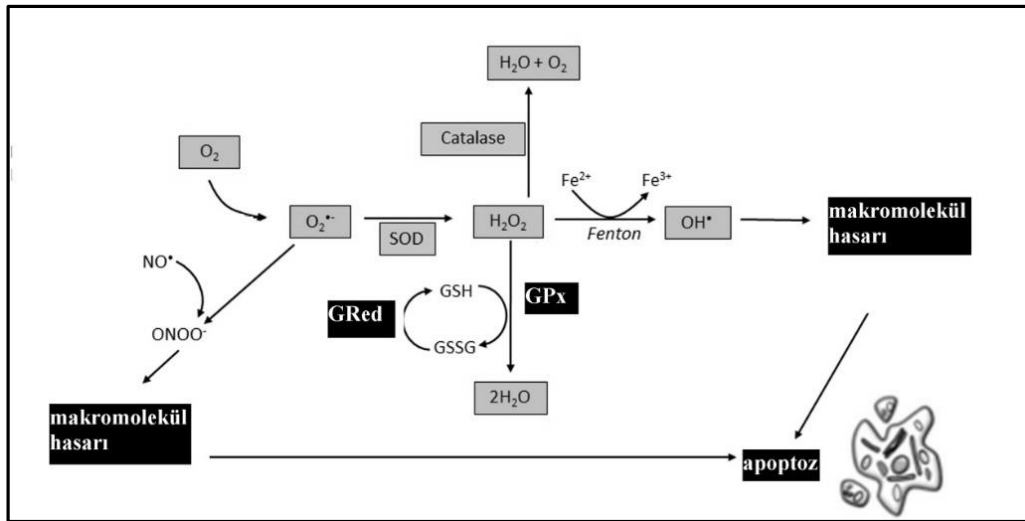 H₂O + O₂
Catalase
O₂
Fe²⁺
Fe³⁺
O₂•⁻
SOD
H₂O₂
Fenton
OH•
makromolekül
hasarı
NO•
ONOO⁻
GRed
GSH
GSSG
GPx
2H₂O
makromolekül
hasarı
apoptoz